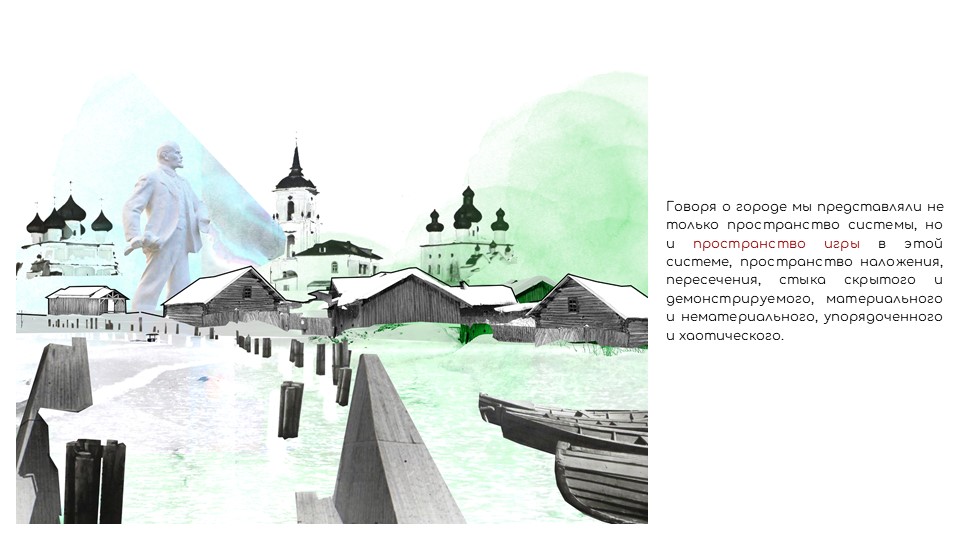 Говоря о городе мы представляли не
только пространство системы, но
и пространство игры в этой
системе, пространство наложения,
пересечения, стыка скрытого и
демонстрируемого, материального
и нематериального, упорядоченного
и хаотического.